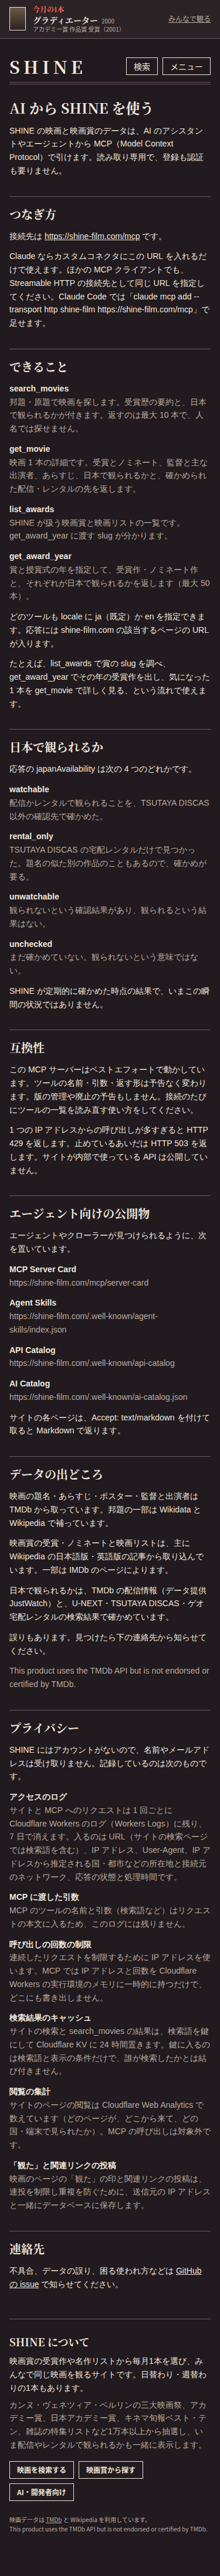 今月の1本
グラディエーター 2000
アカデミー賞 作品賞 受賞（2001）
みんなで観る
SHINE
検索
メニュー
AI から SHINE を使う
SHINE の映画と映画賞のデータは、AI のアシスタン
トやエージェントから MCP（Model Context
Protocol）で引けます。読み取り専用で、登録も認証
も要りません。
つなぎ方
接続先は https://shine-film.com/mcp です。
Claude ならカスタムコネクタにこの URL を入れるだ
けで使えます。ほかの MCP クライアントでも、
Streamable HTTP の接続先として同じ URL を指定し
てください。Claude Code では「claude mcp add --
transport http shine-film https://shine-film.com/mcp」で
足せます。
できること
search_movies
邦題・原題で映画を探します。受賞歴の要約と、日本
で観られるかが付きます。返すのは最大 10 本で、人
名では探せません。
get_movie
映画 1 本の詳細です。受賞とノミネート、監督と主な
出演者、あらすじ、日本で観られるかと、確かめられ
た配信・レンタルの先を返します。
list_awards
SHINE が扱う映画賞と映画リストの一覧です。
get_award_year に渡す slug が分かります。
get_award_year
賞と授賞式の年を指定して、受賞作・ノミネート作
と、それぞれが日本で観られるかを返します（最大 50
本）。
どのツールも locale に ja（既定）か en を指定できま
す。応答には shine-film.com の該当するページの URL
が入ります。
たとえば、list_awards で賞の slug を調べ、
get_award_year でその年の受賞作を出し、気になった
1 本を get_movie で詳しく見る、という流れで使えま
す。
日本で観られるか
応答の japanAvailability は次の 4 つのどれかです。
watchable
配信かレンタルで観られることを、TSUTAYA DISCAS
以外の確認先で確かめた。
rental_only
TSUTAYA DISCAS の宅配レンタルだけで見つかっ
た。題名の似た別の作品のこともあるので、確かめが
要る。
unwatchable
観られないという確認結果があり、観られるという結
果はない。
unchecked
まだ確かめていない。観られないという意味ではな
い。
SHINE が定期的に確かめた時点の結果で、いまこの瞬
間の状況ではありません。
互換性
この MCP サーバーはベストエフォートで動かしてい
ます。ツールの名前・引数・返す形は予告なく変わり
ます。版の管理や廃止の予告もしません。接続のたび
にツールの一覧を読み直す使い方をしてください。
1 つの IP アドレスからの呼び出しが多すぎると HTTP
429 を返します。止めているあいだは HTTP 503 を返
します。サイトが内部で使っている API は公開してい
ません。
エージェント向けの公開物
エージェントやクローラーが見つけられるように、次
を置いています。
MCP Server Card
https://shine-film.com/mcp/server-card
Agent Skills
https://shine-film.com/.well-known/agent-
skills/index.json
API Catalog
https://shine-film.com/.well-known/api-catalog
AI Catalog
https://shine-film.com/.well-known/ai-catalog.json
サイトの各ページは、Accept: text/markdown を付けて
取ると Markdown で返ります。
データの出どころ
映画の題名・あらすじ・ポスター・監督と出演者は
TMDb から取っています。邦題の一部は Wikidata と
Wikipedia で補っています。
映画賞の受賞・ノミネートと映画リストは、主に
Wikipedia の日本語版・英語版の記事から取り込んで
います。一部は IMDb のページによります。
日本で観られるかは、TMDb の配信情報（データ提供
JustWatch）と、U-NEXT・TSUTAYA DISCAS・ゲオ
宅配レンタルの検索結果で確かめています。
誤りもあります。見つけたら下の連絡先から知らせて
ください。
This product uses the TMDb API but is not endorsed or
certified by TMDb.
プライバシー
SHINE にはアカウントがないので、名前やメールアド
レスは受け取りません。記録しているのは次のもので
す。
アクセスのログ
サイトと MCP へのリクエストは 1 回ごとに
Cloudflare Workers のログ（Workers Logs）に残り、
7 日で消えます。入るのは URL（サイトの検索ページ
では検索語を含む）、IP アドレス、User-Agent、IP ア
ドレスから推定される国・都市などの所在地と接続元
のネットワーク、応答の状態と処理時間です。
MCP に渡した引数
MCP のツールの名前と引数（検索語など）はリクエス
トの本文に入るため、このログには残りません。
呼び出しの回数の制限
連続したリクエストを制限するために IP アドレスを使
います。MCP では IP アドレスと回数を Cloudflare
Workers の実行環境のメモリに一時的に持つだけで、
どこにも書き出しません。
検索結果のキャッシュ
サイトの検索と search_movies の結果は、検索語を鍵
にして Cloudflare KV に 24 時間置きます。鍵に入るの
は検索語と表示の条件だけで、誰が検索したかとは結
び付きません。
閲覧の集計
サイトのページの閲覧は Cloudflare Web Analytics で
数えています（どのページが、どこから来て、どの
国・端末で見られたか）。MCP の呼び出しは対象外で
す。
「観た」と関連リンクの投稿
映画のページの「観た」の印と関連リンクの投稿は、
連投を制限し重複を防ぐために、送信元の IP アドレス
と一緒にデータベースに保存します。
連絡先
不具合、データの誤り、困る使われ方などは GitHub
の issue で知らせてください。
SHINE について
映画賞の受賞作や名作リストから毎月1本を選び、み
んなで同じ映画を観るサイトです。日替わり・週替わ
りの1本もあります。
カンヌ・ヴェネツィア・ベルリンの三大映画祭、アカ
デミー賞、日本アカデミー賞、キネマ旬報ベスト・テ
ン、雑誌の特集リストなど1万本以上から抽選し、い
ま配信やレンタルで観られるかも一緒に表示します。
映画を検索する
映画賞から探す
AI・開発者向け
映画データは TMDb と Wikipedia を利用しています。
This product uses the TMDb API but is not endorsed or certified by TMDb.